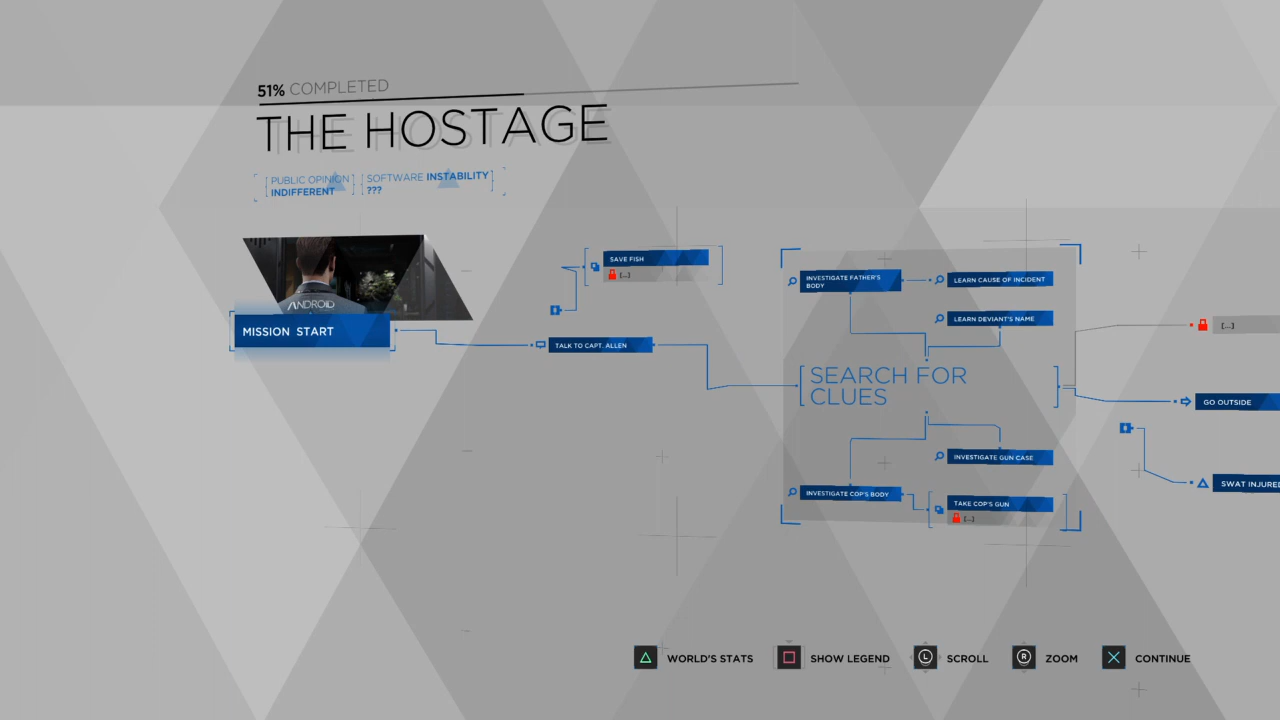 51% COMPLETED
THE HOSTAGE
PUBLIC OPINION
INDIFFERENT
SOFTWARE INSTABILITY
???
ANDROID
MISSION START
SAVE FISH
[...]
TALK TO CAPT. ALLEN
INVESTIGATE FATHER'S
BODY
LEARN CAUSE OF INCIDENT
LEARN DEVIANT'S NAME
SEARCH FOR
CLUES
INVESTIGATE GUN CASE
INVESTIGATE COP'S BODY
TAKE COP'S GUN
[...]
[...]
GO OUTSIDE
SWAT INJURED
WORLD'S STATS
SHOW LEGEND
L
SCROLL
R
ZOOM
CONTINUE